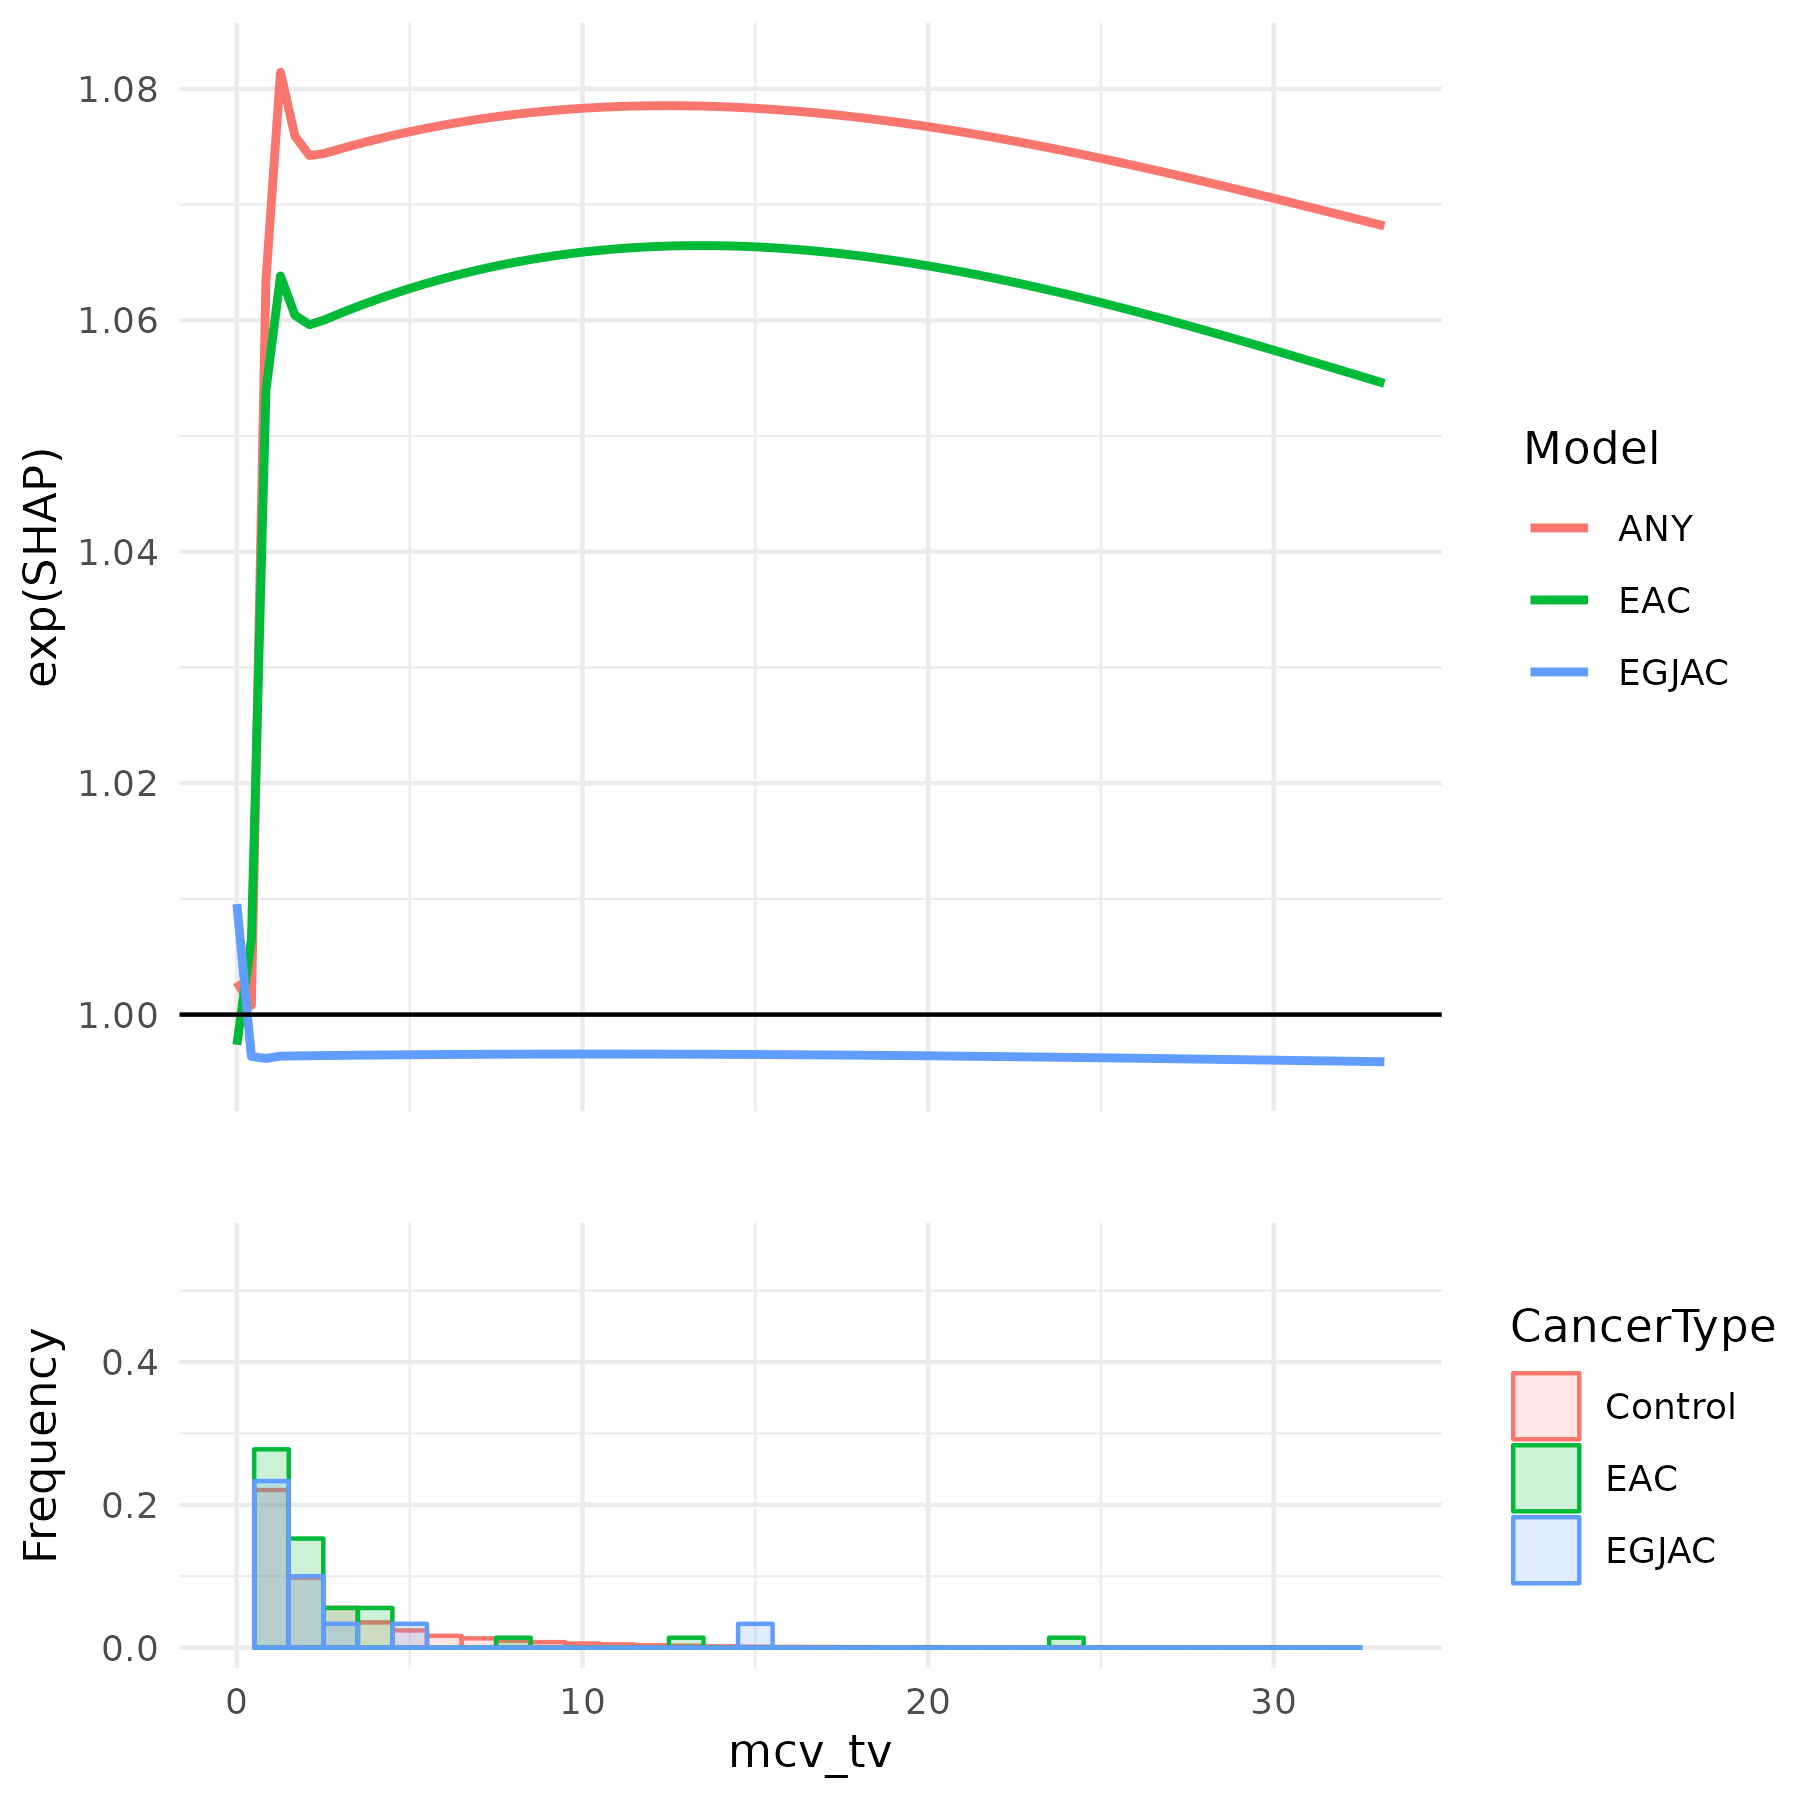 exp(SHAP)
1.08
1.06
1.04
1.02
1.00
Model
ANY
EAC
EGJAC
Frequency
0.4
0.2
0.0
0
10
20
30
mcv_tv
CancerType
Control
EAC
EGJAC